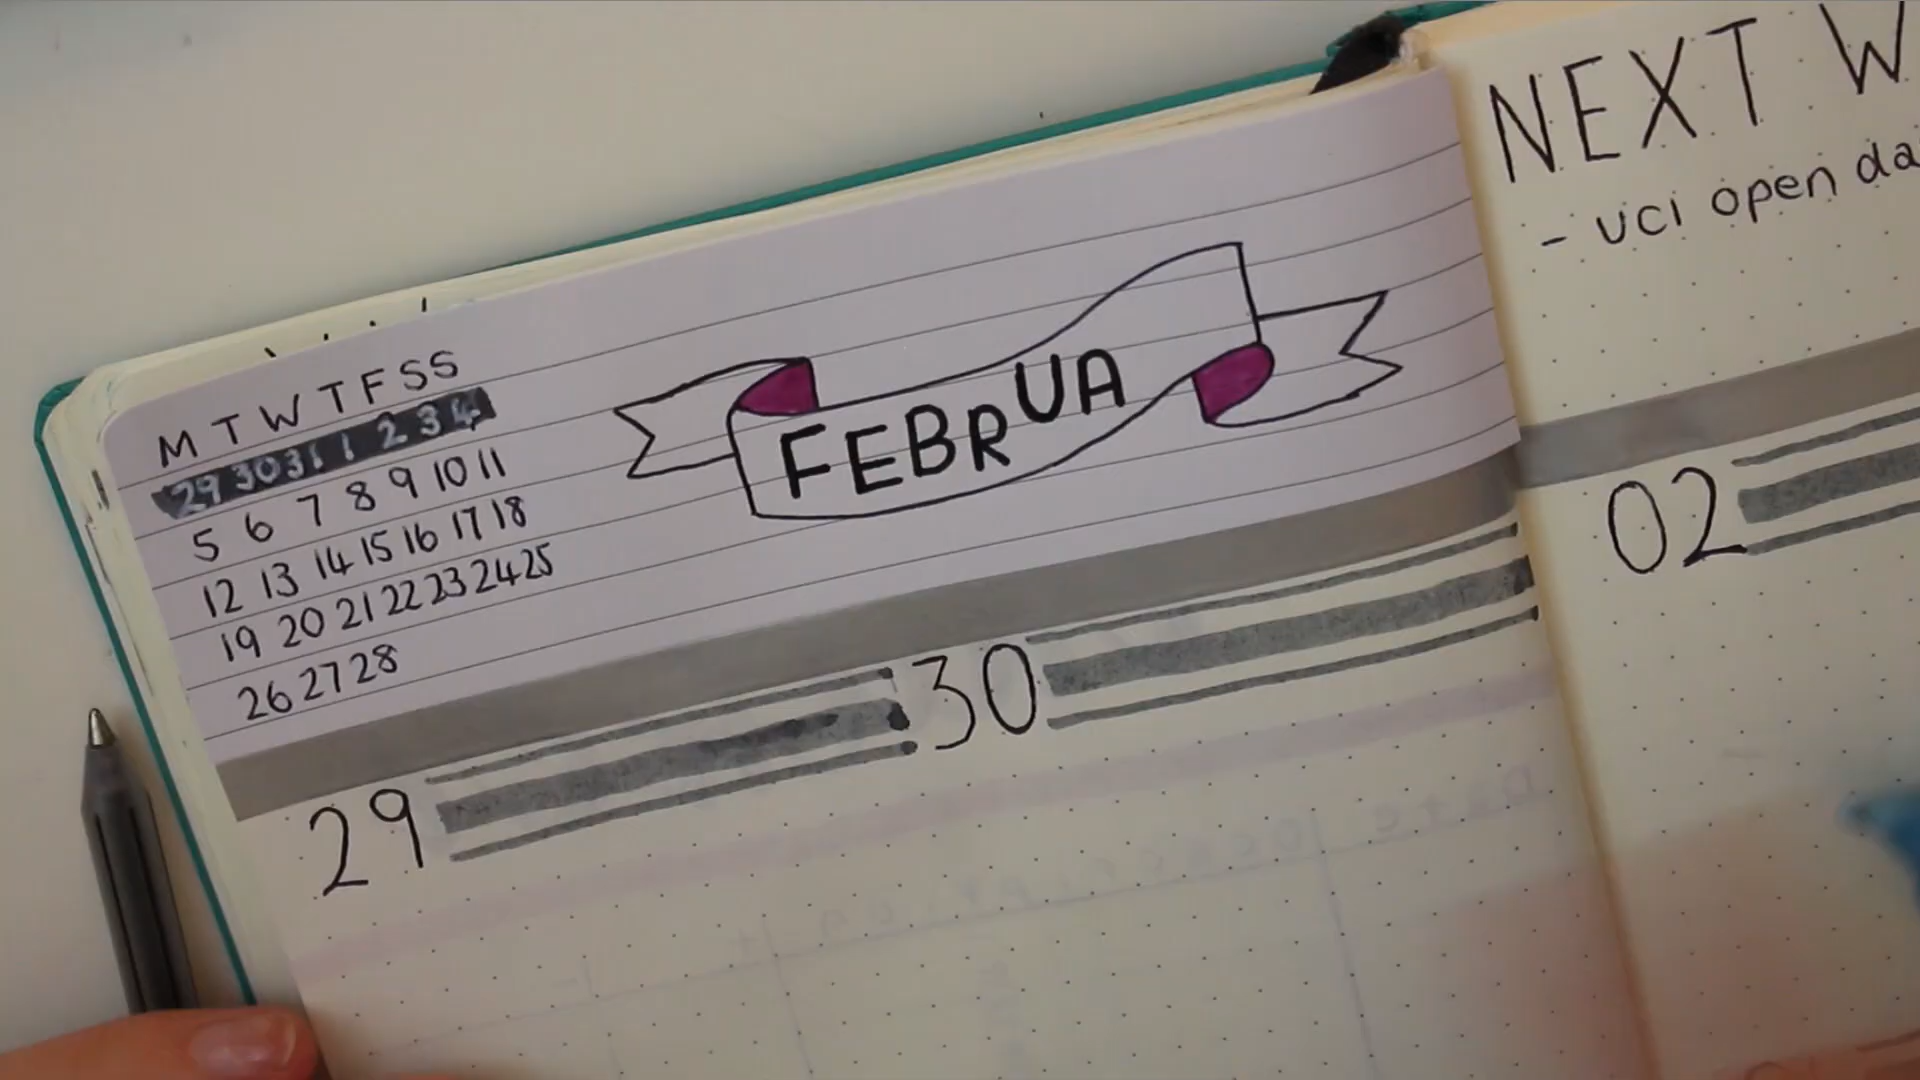 M T W T F S S
29 30 31 1 2 3 4
5 6 7 8 9 10 11
12 13 14 15 16 17 18
19 20 21 22 23 24 25
26 27 28
FEBRUA
29
30
NEXT W
- uci open da
02